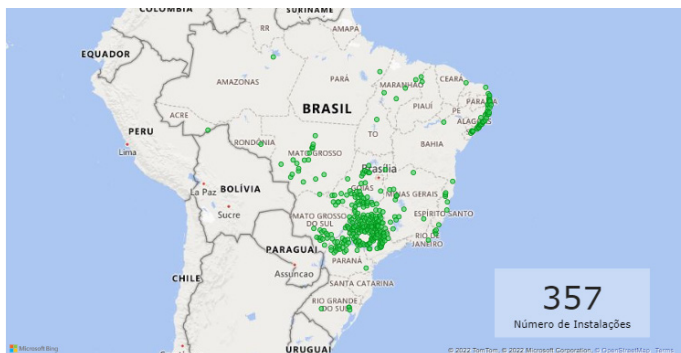 COLÔMBIA
SURINAME
RR
AMAPÁ
EQUADOR
AMAZONAS
PARÁ
MARANHÃO
CEARÁ
BRASIL
PIAUÍ
PARAÍBA
PE
ACRE
ALAGOAS
PERU
RONDÔNIA
TO
Lima
MATO GROSSO
BAHIA
Brasília
BOLÍVIA
La Paz
GOIÁS
MINAS GERAIS
Sucre
MATO GROSSO
DO SUL
ESPÍRITO SANTO
RIO DE
JANEIRO
PARAGUAI
PARANÁ
CHILE
Assuncao
SANTA CATARINA
RIO GRANDE
DO SUL
357
Número de Instalações
URUGUAI
Microsoft Bing
© 2022 TomTom, © 2022 Microsoft Corporation, © OpenStreetMap Terms